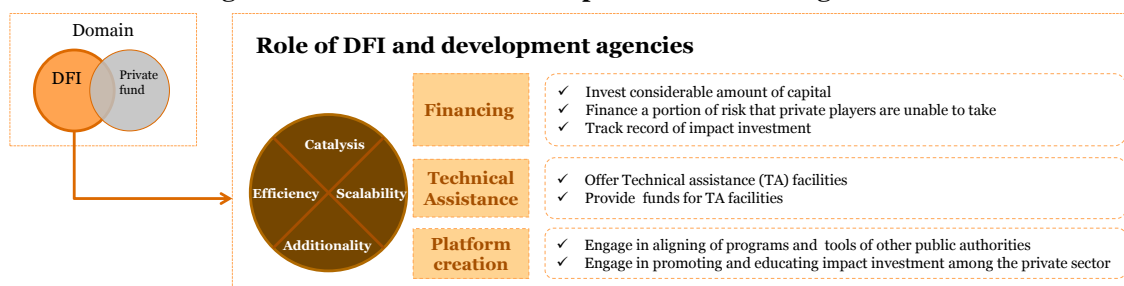 Domain
DFI
Private
fund
Role of DFI and development agencies
Catalysis
Efficiency
Scalability
Additionality
Financing
✓ Invest considerable amount of capital
✓ Finance a portion of risk that private players are unable to take
✓ Track record of impact investment
Technical
Assistance
✓ Offer Technical assistance (TA) facilities
✓ Provide funds for TA facilities
Platform
creation
✓ Engage in aligning of programs and tools of other public authorities
✓ Engage in promoting and educating impact investment among the private sector